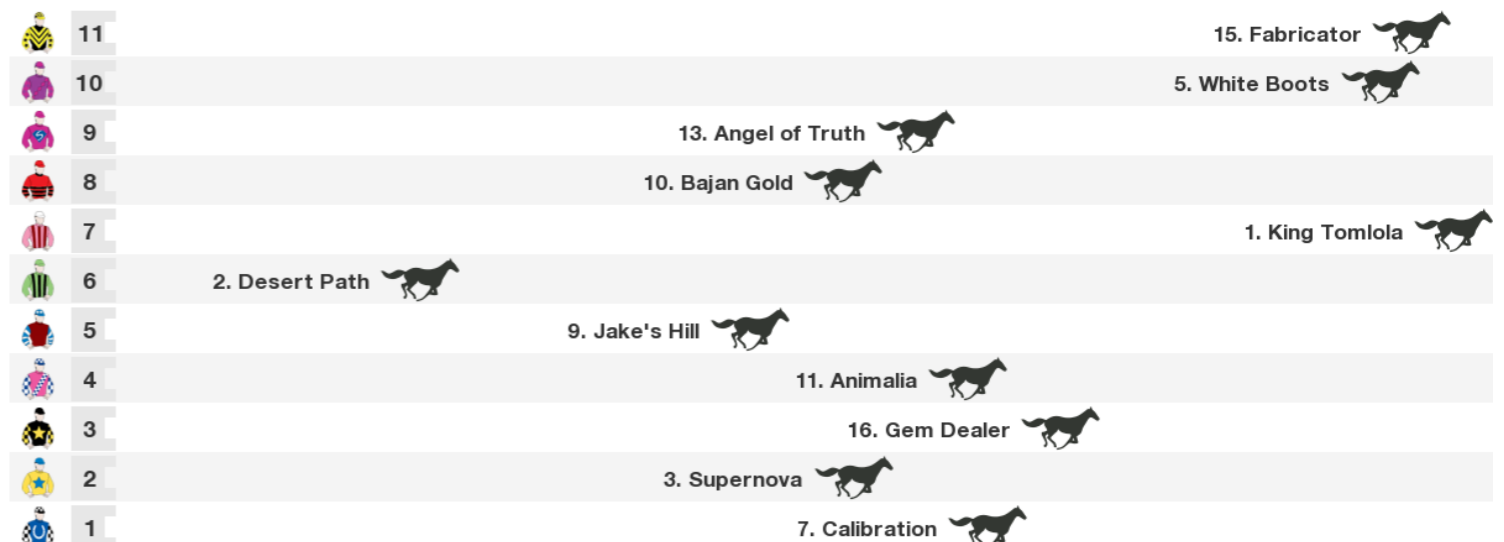 11 15. Fabricator
10 5. White Boots
9 13. Angel of Truth
8 10. Bajan Gold
7 1. King Tomlola
6 2. Desert Path
5 9. Jake's Hill
4 11. Animalia
3 16. Gem Dealer
2 3. Supernova
1 7. Calibration